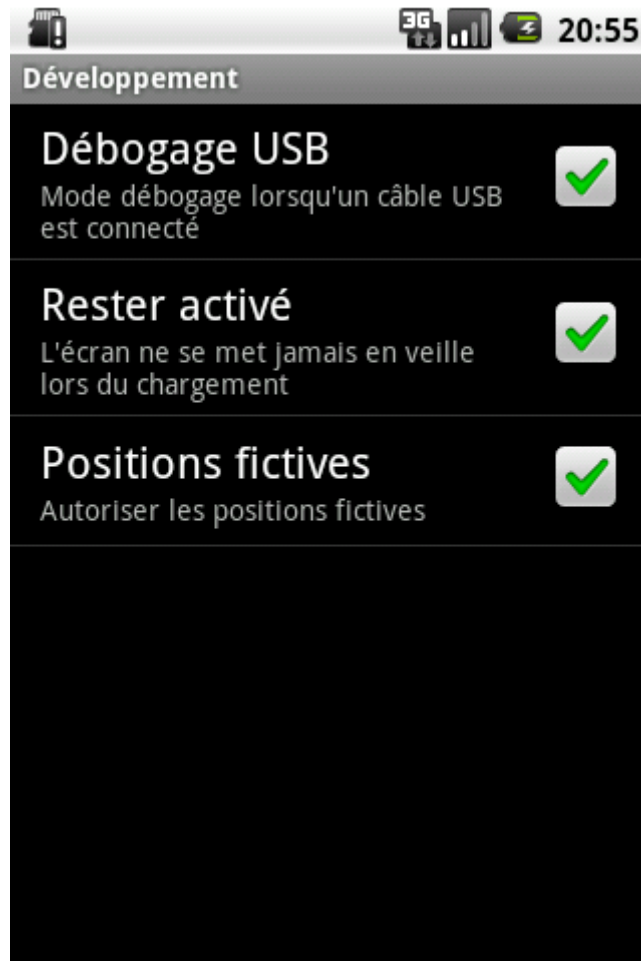 3G 20:55
Développement
Débogage USB
Mode débogage lorsqu'un câble USB
est connecté
Rester activé
L'écran ne se met jamais en veille
lors du chargement
Positions fictives
Autoriser les positions fictives